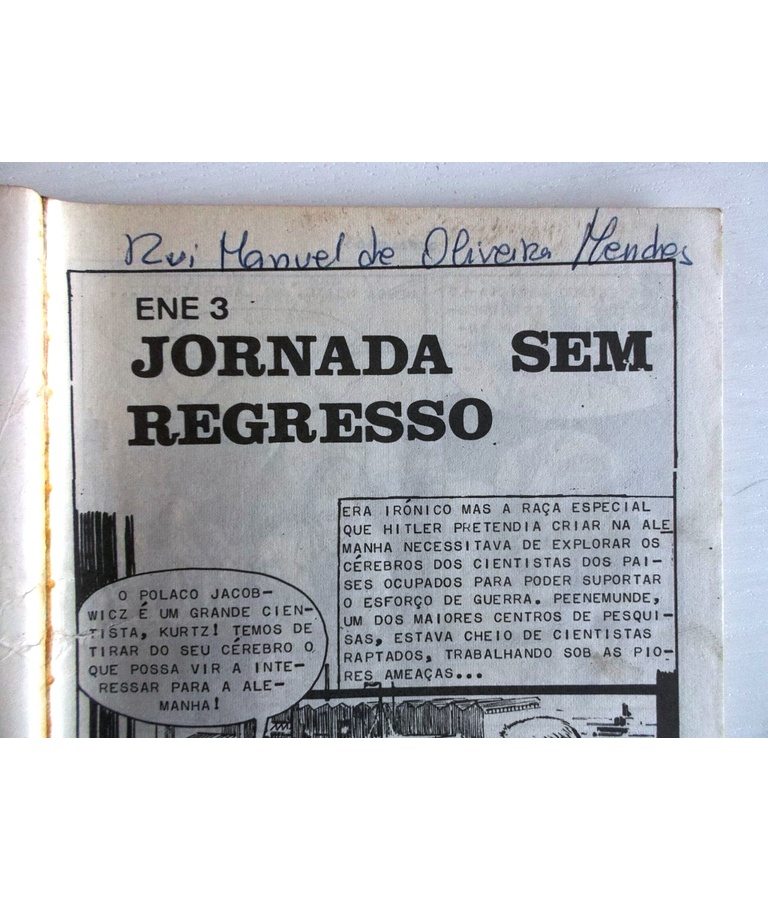 Rui Manuel de Oliveira Mendes
ENE 3
JORNADA SEM
REGRESSO
ERA IRÓNICO MAS A RAÇA ESPECIAL
QUE HITLER PRETENDIA CRIAR NA ALE
MANHA NECESSITAVA DE EXPLORAR OS
CÉREBROS DOS CIENTISTAS DOS PAI-
SES OCUPADOS PARA PODER SUPORTAR
O ESFORÇO DE GUERRA. PEENEMUNDE,
UM DOS MAIORES CENTROS DE PESQUI-
SAS, ESTAVA CHEIO DE CIENTISTAS
RAPTADOS, TRABALHANDO SOB AS PIO-
RES AMEAÇAS...
O POLACO JACOB-
WICZ É UM GRANDE CIEN-
TISTA, KURTZ! TEMOS DE
TIRAR DO SEU CÉREBRO O
QUE POSSA VIR A INTE-
RESSAR PARA A ALE-
MANHA!